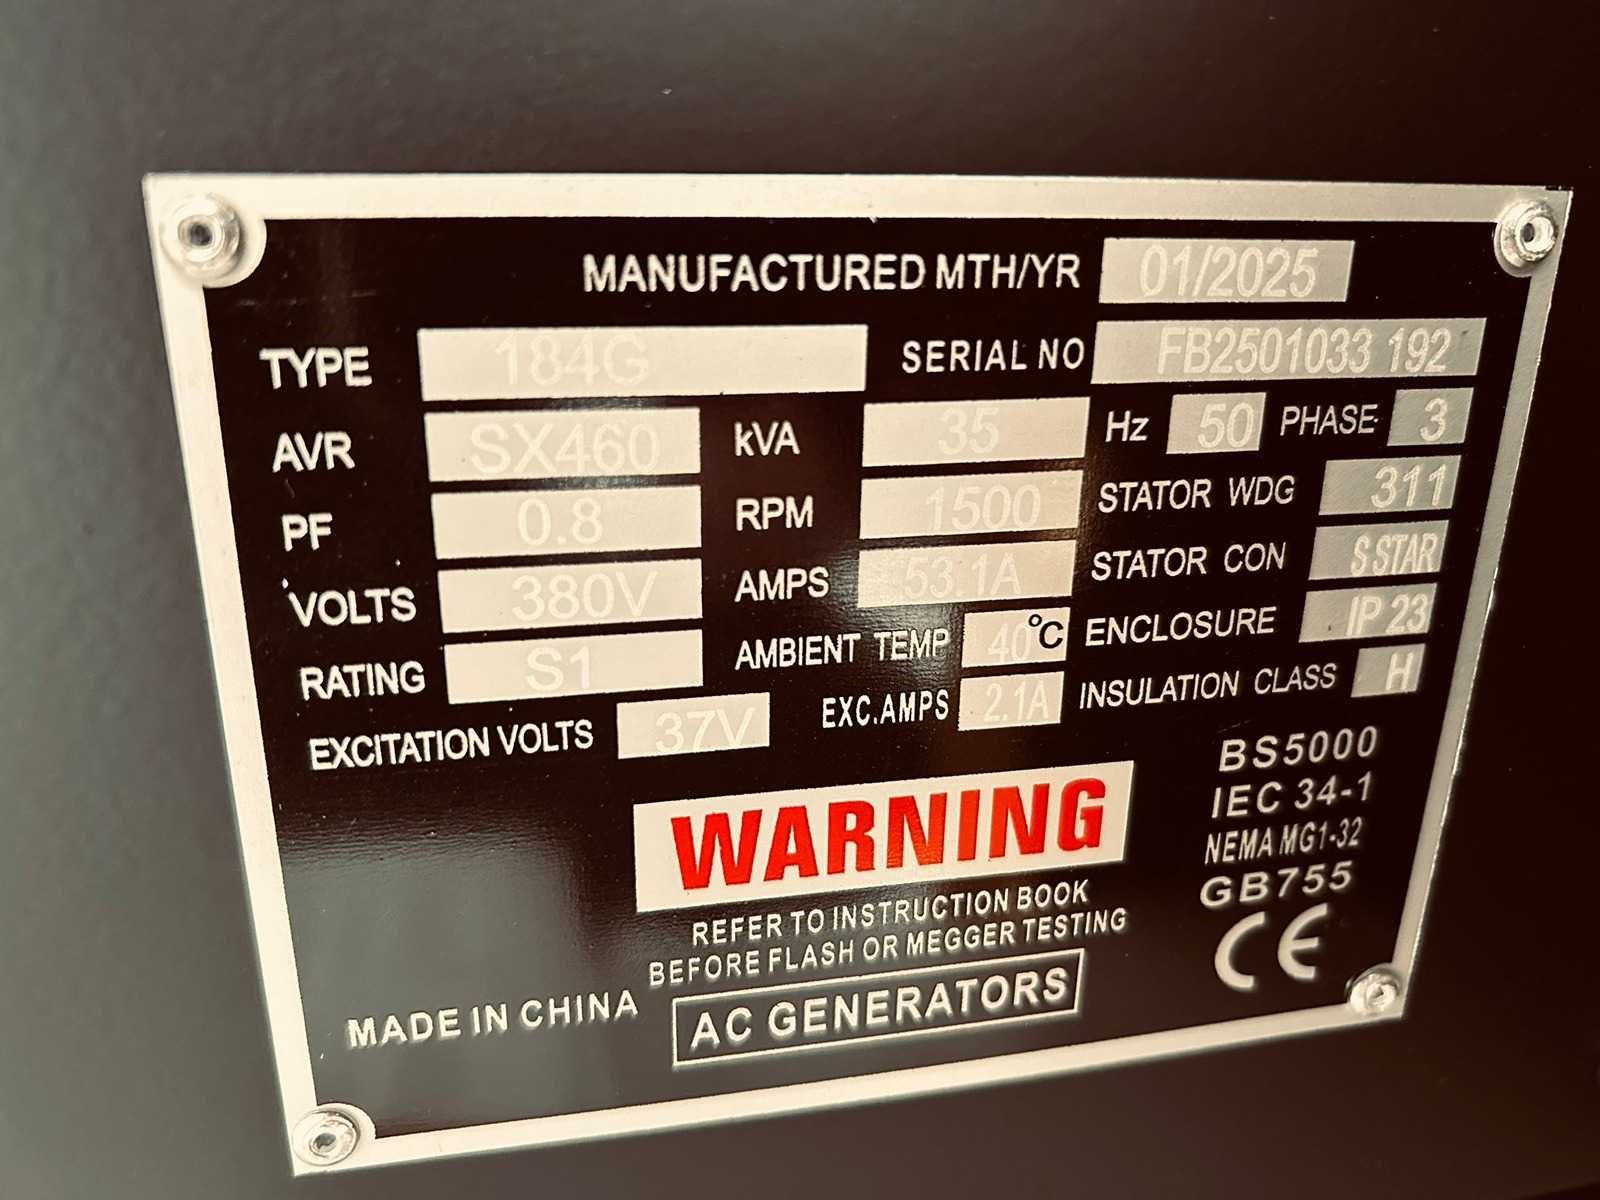 MANUFACTURED MTH/YR 01/2025
TYPE 184G SERIAL NO FB2501033 192
AVR SX460 kVA 35 Hz 50 PHASE 3
PF 0.8 RPM 1500 STATOR WDG 311
VOLTS 380V AMPS 53.1A STATOR CON S STAR
RATING S1 AMBIENT TEMP 40°C ENCLOSURE IP 23
EXCITATION VOLTS 37V EXC.AMPS 2.1A INSULATION CLASS H
BS5000
IEC 34-1
NEMA MG1-32
GB755
CE
WARNING
REFER TO INSTRUCTION BOOK
BEFORE FLASH OR MEGGER TESTING
MADE IN CHINA
AC GENERATORS